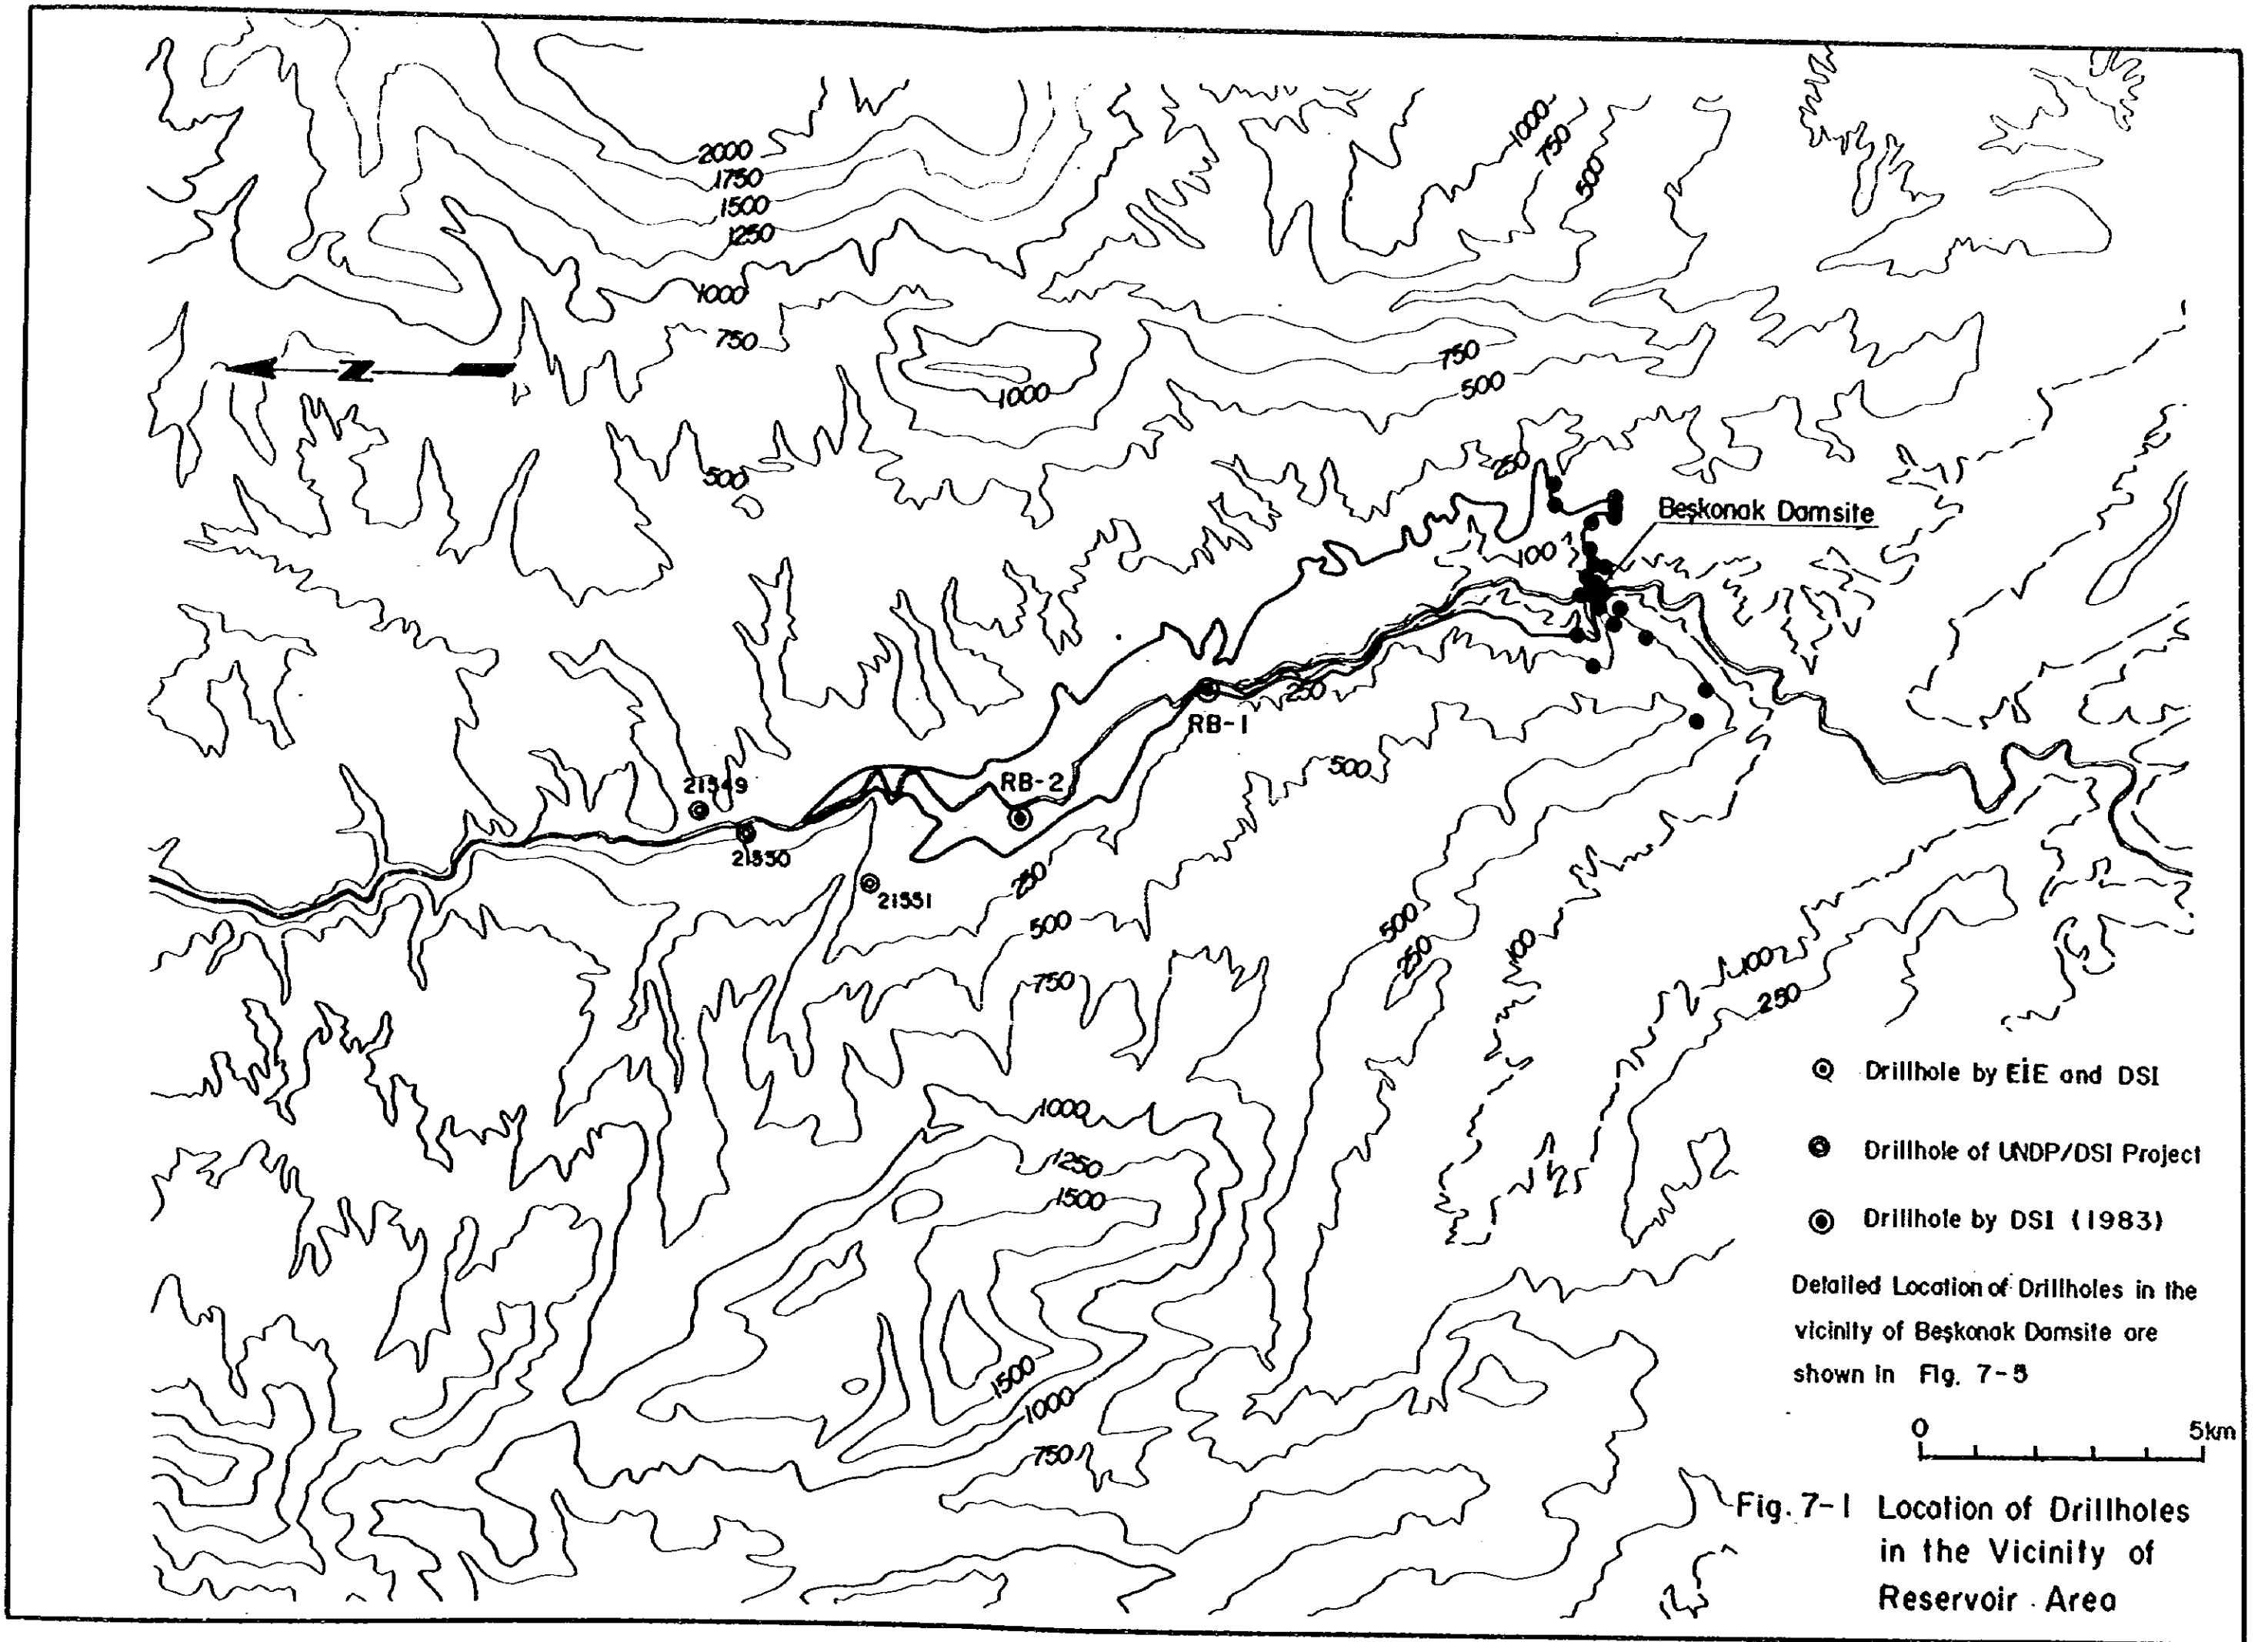 2000
1750
1500
1250
1000
750
1000
750
500
N
750
500
1000
500
250
Beşkonak Damsite
100
250
RB-1
RB-2
500
21549
21550
21551
250
500
750
500
250
100
100
250
1000
1250
1500
1500
1000
750
Drillhole by EİE and DSI
Drillhole of UNDP/DSI Project
Drillhole by DSI (1983)
Detailed Location of Drillholes in the
vicinity of Beşkonak Damsite are
shown in Fig. 7-5
0 5km
Fig. 7-1 Location of Drillholes
in the Vicinity of
Reservoir Area